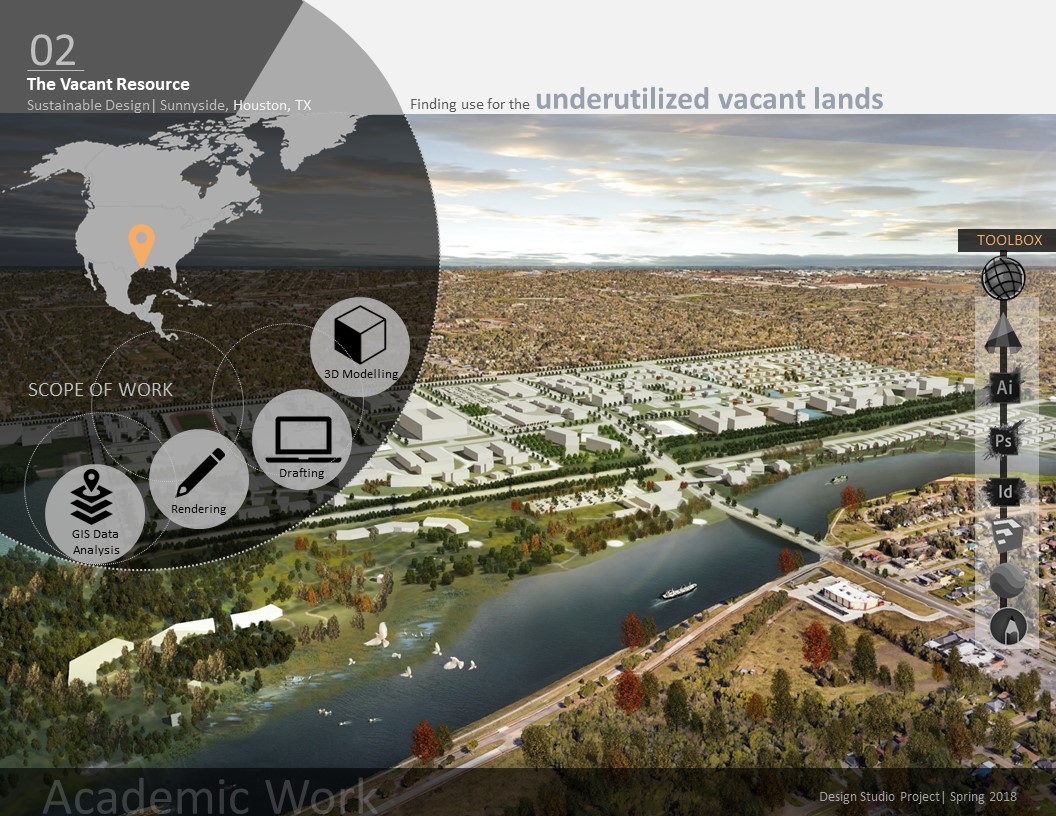 02
The Vacant Resource
Sustainable Design| Sunnyside, Houston, TX
Finding use for the underutilized vacant lands
TOOLBOX
3D Modelling
SCOPE OF WORK
Drafting
Rendering
GIS Data
Analysis
Ai
Ps
Id
Academic Work
Design Studio Project| Spring 2018